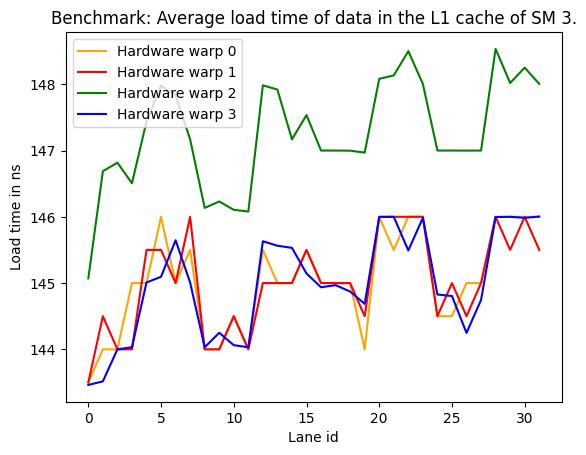 Benchmark: Average load time of data in the L1 cache of SM 3.
Hardware warp 0
Hardware warp 1
Hardware warp 2
Hardware warp 3
148
147
146
145
144
Load time in ns
0 5 10 15 20 25 30
Lane id